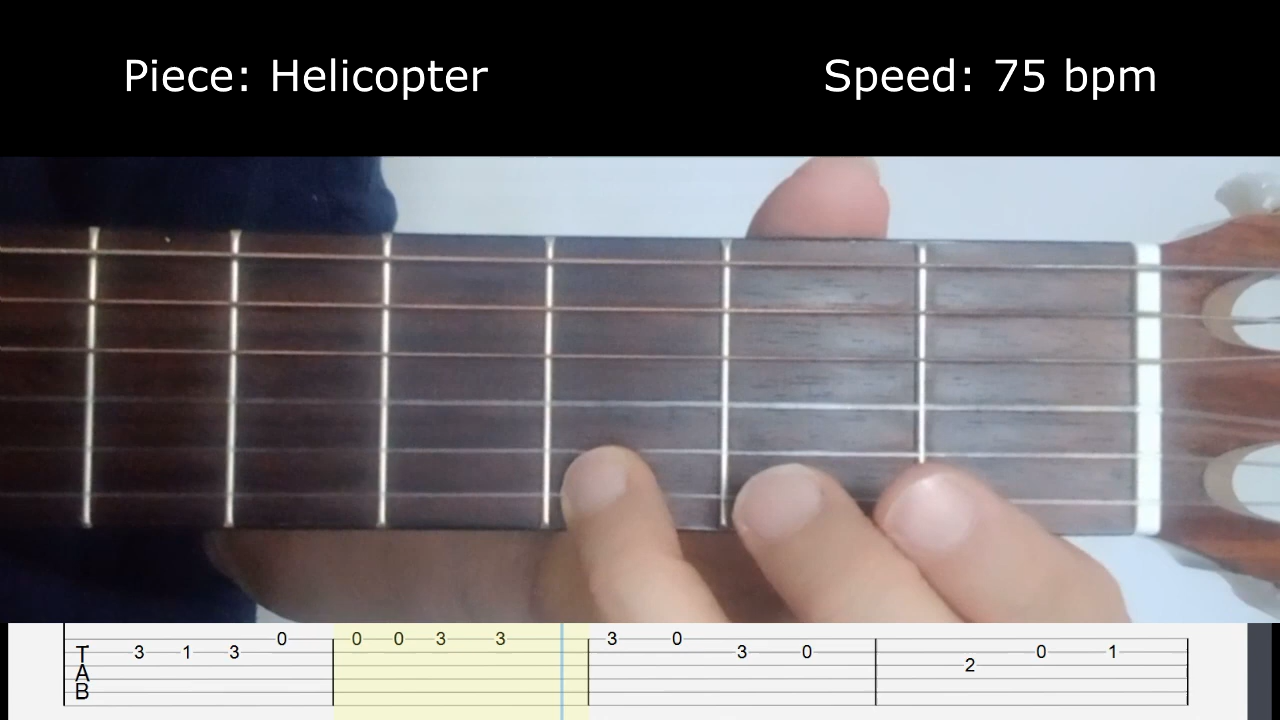 Piece: Helicopter
Speed: 75 bpm
0 0 0 3 3 3 0
T 3 1 3 3 0 0 1
A 2
B